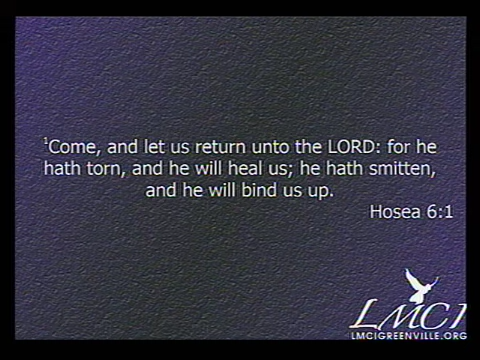 ¹Come, and let us return unto the LORD: for he
hath torn, and he will heal us; he hath smitten,
and he will bind us up.
Hosea 6:1
LMCI
LMCIGREENVILLE.ORG